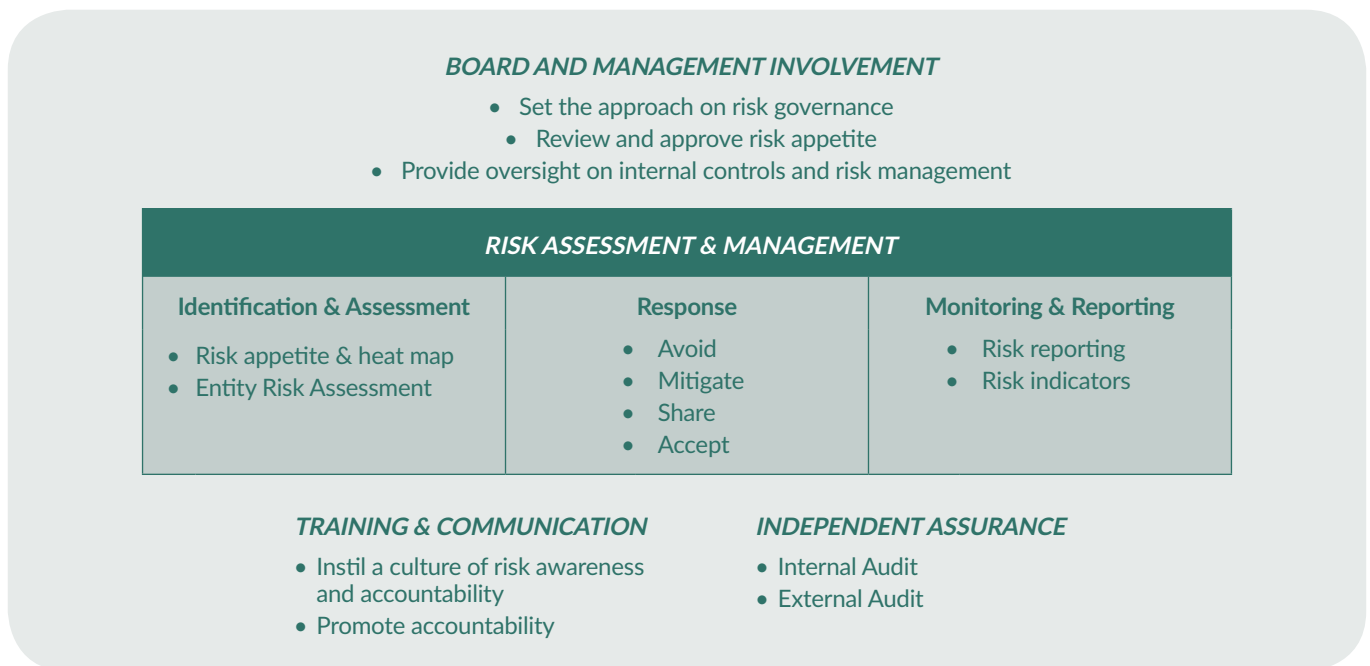 BOARD AND MANAGEMENT INVOLVEMENT
• Set the approach on risk governance
• Review and approve risk appetite
• Provide oversight on internal controls and risk management
RISK ASSESSMENT & MANAGEMENT
Identification & Assessment
• Risk appetite & heat map
• Entity Risk Assessment
Response
• Avoid
• Mitigate
• Share
• Accept
Monitoring & Reporting
• Risk reporting
• Risk indicators
TRAINING & COMMUNICATION
• Instil a culture of risk awareness
and accountability
• Promote accountability
INDEPENDENT ASSURANCE
• Internal Audit
• External Audit